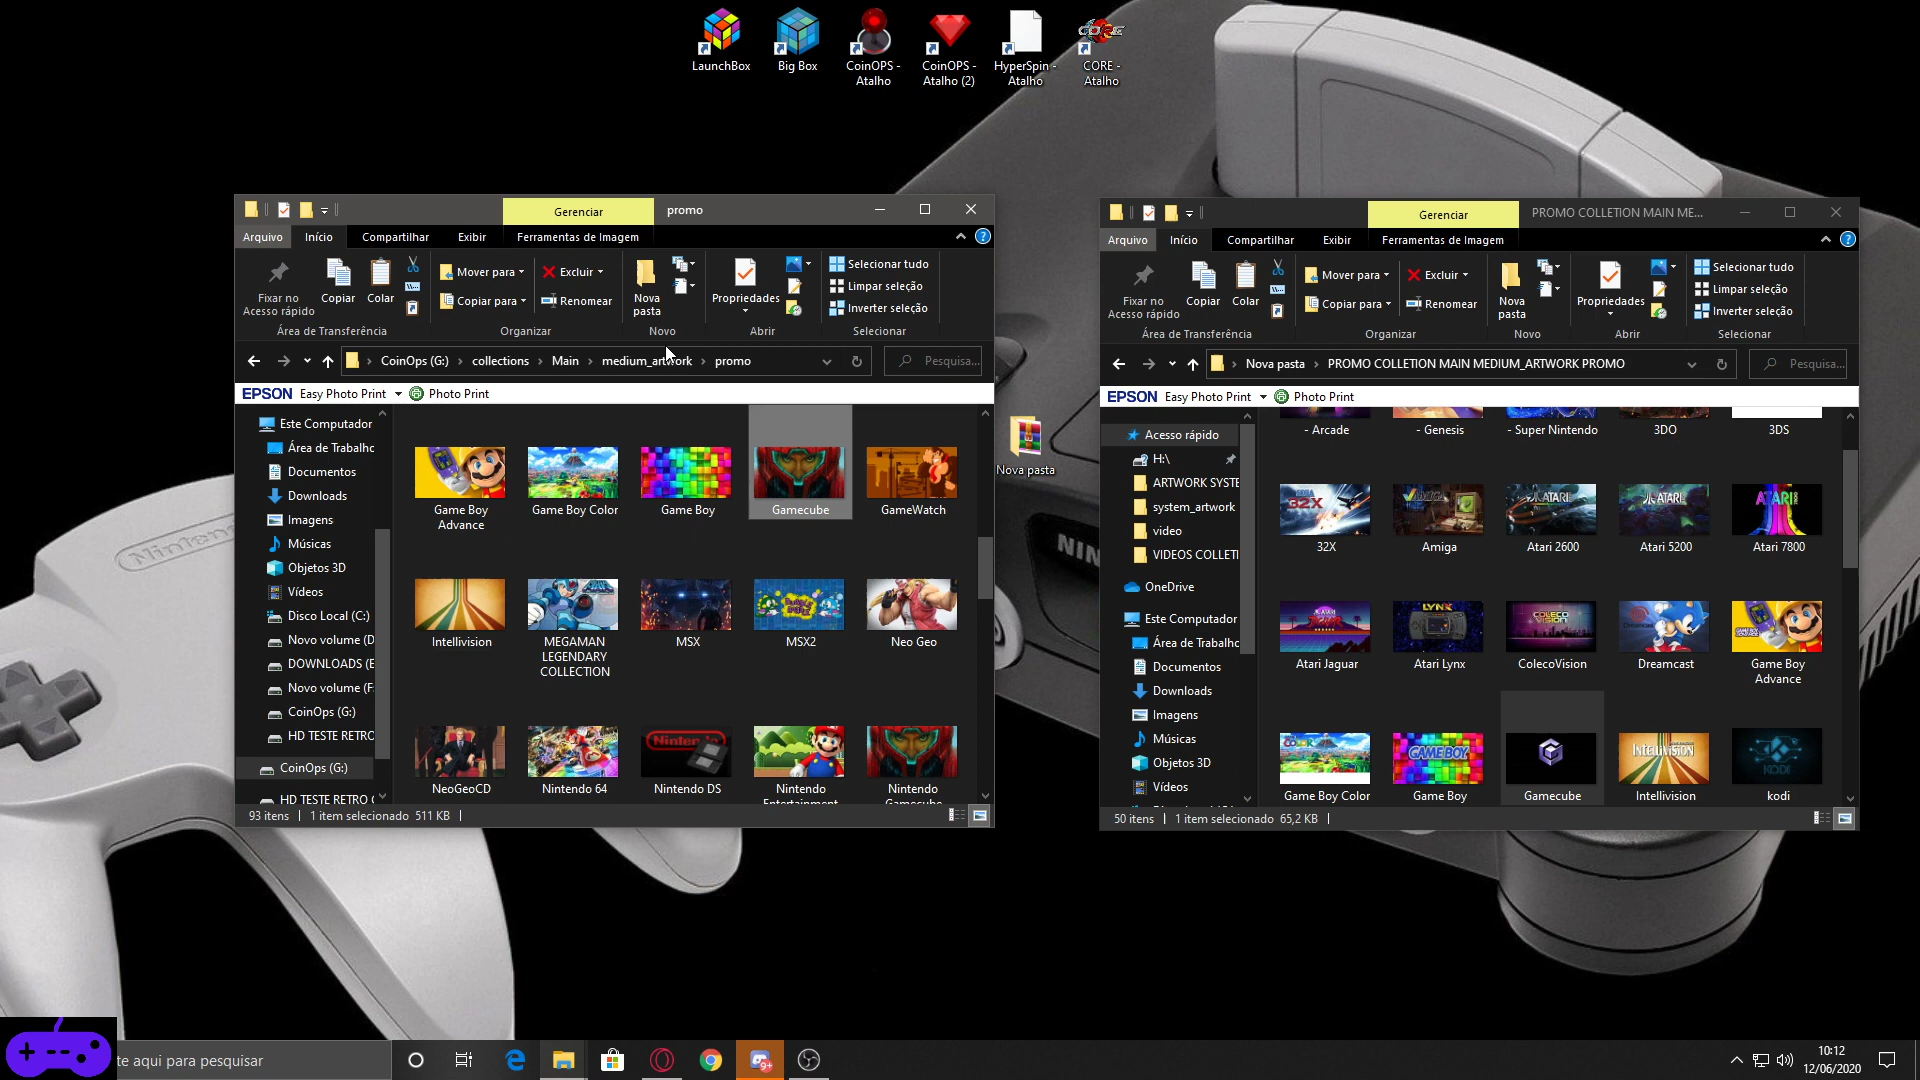 LaunchBox
Big Box
CoinOPS -
Atalho
CoinOPS -
Atalho (2)
HyperSpin -
Atalho
CORE
CORE -
Atalho
Gerenciar
promo
Arquivo
Início
Compartilhar
Exibir
Ferramentas de Imagem
Fixar no
Acesso rápido
Copiar
Colar
Mover para
Copiar para
Excluir
Renomear
Nova
pasta
Propriedades
Selecionar tudo
Limpar seleção
Inverter seleção
Área de Transferência
Organizar
Novo
Abrir
Selecionar
CoinOps (G:)
collections
Main
medium_artwork
promo
Pesquisa...
EPSON Easy Photo Print
Photo Print
Este Computador
Área de Trabalho
Documentos
Downloads
Imagens
Músicas
Objetos 3D
Vídeos
Disco Local (C:)
Novo volume (D
DOWNLOADS (E
Novo volume (F:
CoinOps (G:)
HD TESTE RETRO
CoinOps (G:)
HD TESTE RETRO (
Game Boy
Advance
Game Boy Color
Game Boy
Gamecube
GameWatch
Intellivision
MEGAMAN
LEGENDARY
COLLECTION
MSX
MSX2
Neo Geo
NeoGeoCD
Nintendo 64
Nintendo DS
Nintendo
Entertainment
Nintendo
Gamecube
93 itens
1 item selecionado 511 KB
Nova pasta
Gerenciar
PROMO COLLETION MAIN ME...
Arquivo
Início
Compartilhar
Exibir
Ferramentas de Imagem
Fixar no
Acesso rápido
Copiar
Colar
Mover para
Copiar para
Excluir
Renomear
Nova
pasta
Propriedades
Selecionar tudo
Limpar seleção
Inverter seleção
Área de Transferência
Organizar
Novo
Abrir
Selecionar
Nova pasta
PROMO COLLETION MAIN MEDIUM_ARTWORK PROMO
Pesquisa...
EPSON Easy Photo Print
Photo Print
Acesso rápido
H:\
ARTWORK SYSTE
system_artwork
video
VIDEOS COLLETI
OneDrive
Este Computador
Área de Trabalho
Documentos
Downloads
Imagens
Músicas
Objetos 3D
Vídeos
- Arcade
- Genesis
- Super Nintendo
3DO
3DS
32X
Amiga
Atari 2600
Atari 5200
Atari 7800
Atari Jaguar
Atari Lynx
ColecoVision
Dreamcast
Game Boy
Advance
Game Boy Color
Game Boy
Gamecube
Intellivision
kodi
50 itens
1 item selecionado 65,2 KB
te aqui para pesquisar
9+
10:12
12/06/2020